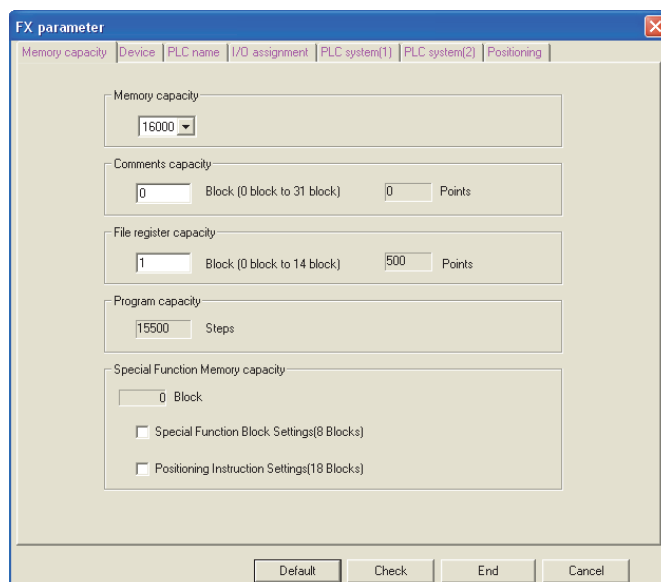 FX parameter
Memory capacity Device PLC name I/O assignment PLC system(1) PLC system(2) Positioning
Memory capacity
16000
Comments capacity
0 Block (0 block to 31 block) 0 Points
File register capacity
1 Block (0 block to 14 block) 500 Points
Program capacity
15500 Steps
Special Function Memory capacity
0 Block
Special Function Block Settings(8 Blocks)
Positioning Instruction Settings(18 Blocks)
Default Check End Cancel